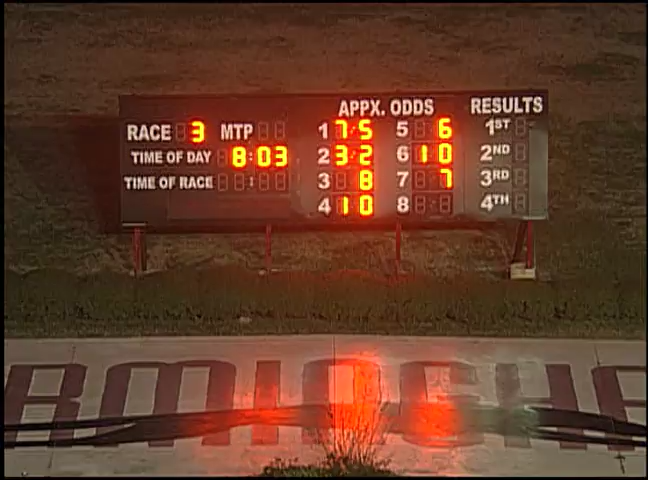 APPX. ODDS RESULTS
RACE 3 MTP 1 7-5 5 6 1ST
TIME OF DAY 8:03 2 3-2 6 10 2ND
TIME OF RACE : 3 8 7 7 3RD
4 10 8 4TH
RMINGHA